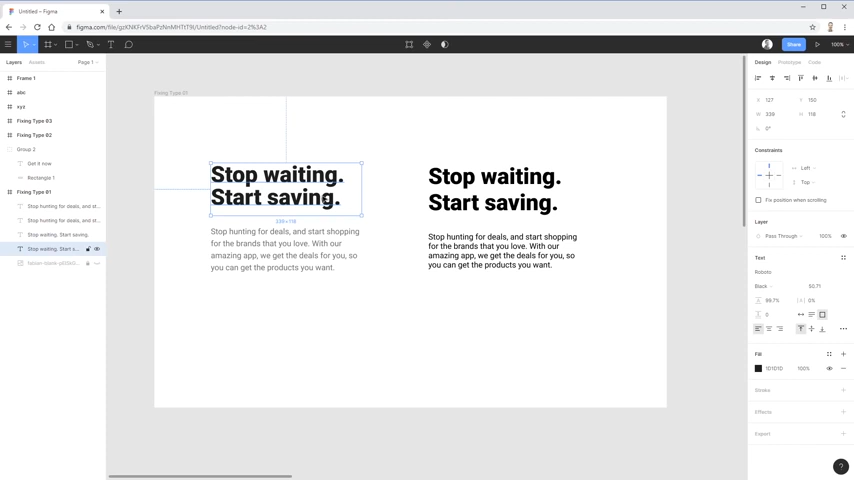 Untitled – Figma
figma.com/file/gzKNKFrV5baPzNnMHTtT9I/Untitled?node-id=2%3A2
Share
100%
Layers
Assets
Page 1
Design
Prototype
Code
Frame 1
abc
xyz
Fixing Type 03
Fixing Type 02
Group 2
Get it now
Rectangle 1
Fixing Type 01
Stop hunting for deals, and st...
Stop hunting for deals, and st...
Stop waiting. Start saving.
Stop waiting. Start s...
Fixing Type 01
Stop waiting.
Start saving.
339×118
Stop hunting for deals, and start shopping
for the brands that you love. With our
amazing app, we get the deals for you, so
you can get the products you want.
Stop waiting.
Start saving.
Stop hunting for deals, and start shopping
for the brands that you love. With our
amazing app, we get the deals for you, so
you can get the products you want.
X 127 Y 150
W 339 H 118
0°
Constraints
Left
Top
Fix position when scrolling
Layer
Pass Through 100%
Text
Roboto
Black 50.71
99.7% 0%
0
Fill
1D1D1D 100%
Stroke
Effects
Export
?